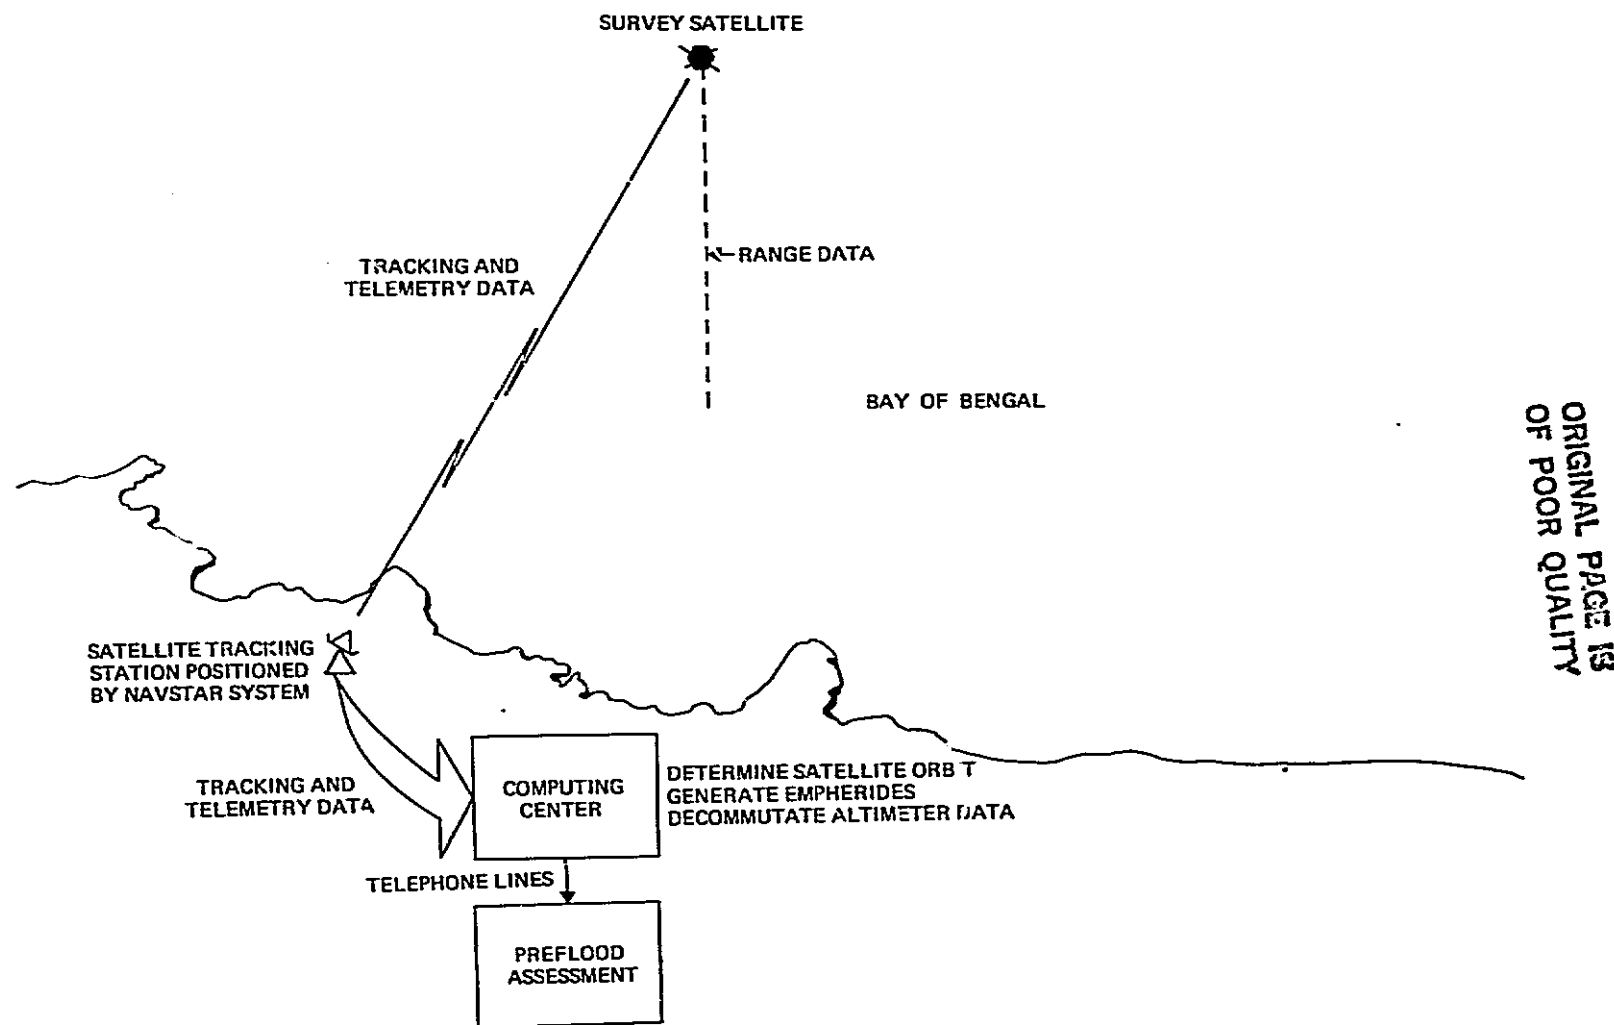 SURVEY SATELLITE
TRACKING AND
TELEMETRY DATA
RANGE DATA
BAY OF BENGAL
ORIGINAL PAGE IS
OF POOR QUALITY
SATELLITE TRACKING
STATION POSITIONED
BY NAVSTAR SYSTEM
TRACKING AND
TELEMETRY DATA
COMPUTING
CENTER
DETERMINE SATELLITE ORB T
GENERATE EMPHERIDES
DECOMMUTATE ALTIMETER DATA
TELEPHONE LINES
PREFLOOD
ASSESSMENT